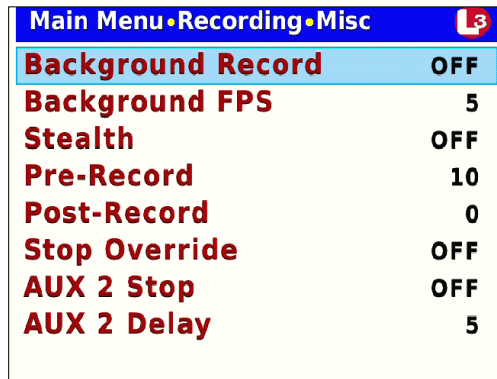 Main Menu•Recording•Misc L3
Background Record OFF
Background FPS 5
Stealth OFF
Pre-Record 10
Post-Record 0
Stop Override OFF
AUX 2 Stop OFF
AUX 2 Delay 5